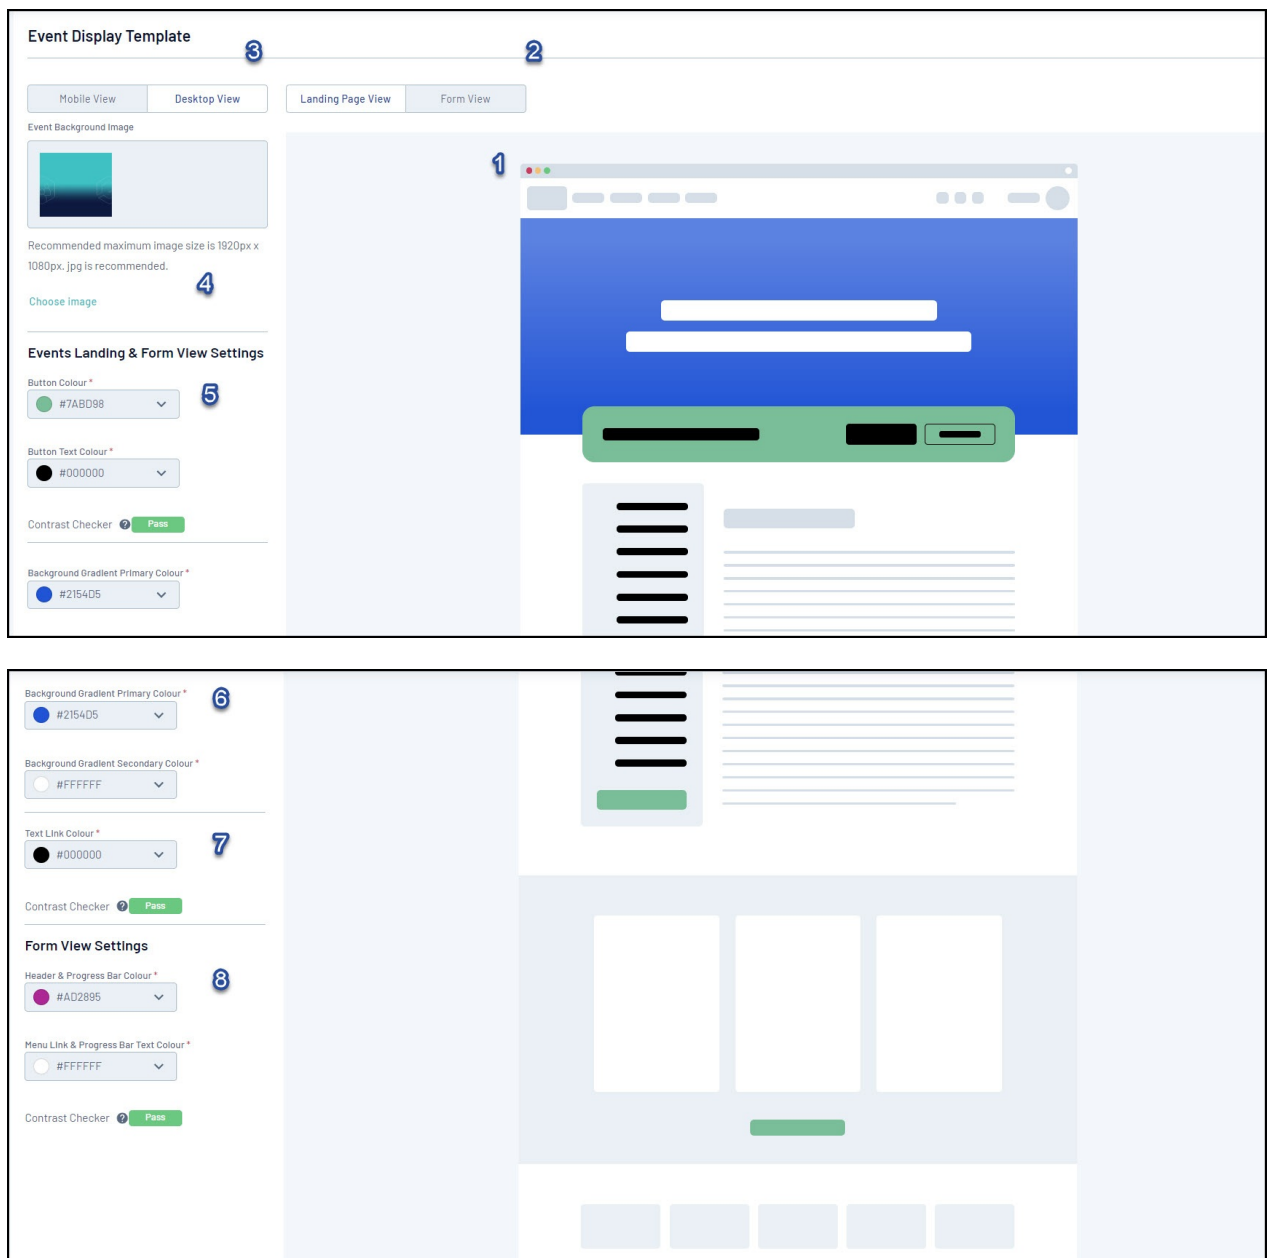 Event Display Template
3
2
Mobile View
Desktop View
Landing Page View
Form View
Event Background Image
1
Recommended maximum image size is 1920px x
1080px. jpg is recommended.
4
Choose image
Events Landing & Form View Settings
Button Colour *
5
#7ABD98
Button Text Colour *
#000000
Contrast Checker ? Pass
Background Gradient Primary Colour *
#2154D5
Background Gradient Primary Colour *
6
#2154D5
Background Gradient Secondary Colour *
#FFFFFF
Text Link Colour *
7
#000000
Contrast Checker ? Pass
Form View Settings
Header & Progress Bar Colour *
8
#AD2895
Menu Link & Progress Bar Text Colour *
#FFFFFF
Contrast Checker ? Pass